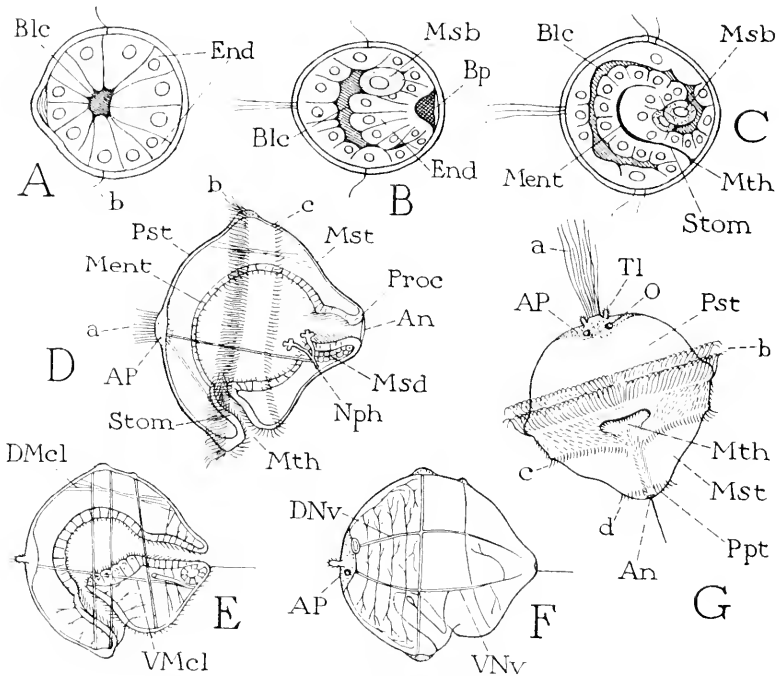 Blc
End
b
A
Msb
Bp
Blc
End
B
Blc
Msb
C
Ment
Mth
Stom
b
c
Pst
Mst
Ment
Proc
a
An
AP
Msd
D
Nph
Stom
Mth
a
Tl
AP
O
Pst
b
Mth
c
Mst
d
Ppt
An
G
DMcl
E
VMcl
DNv
AP
F
VNv